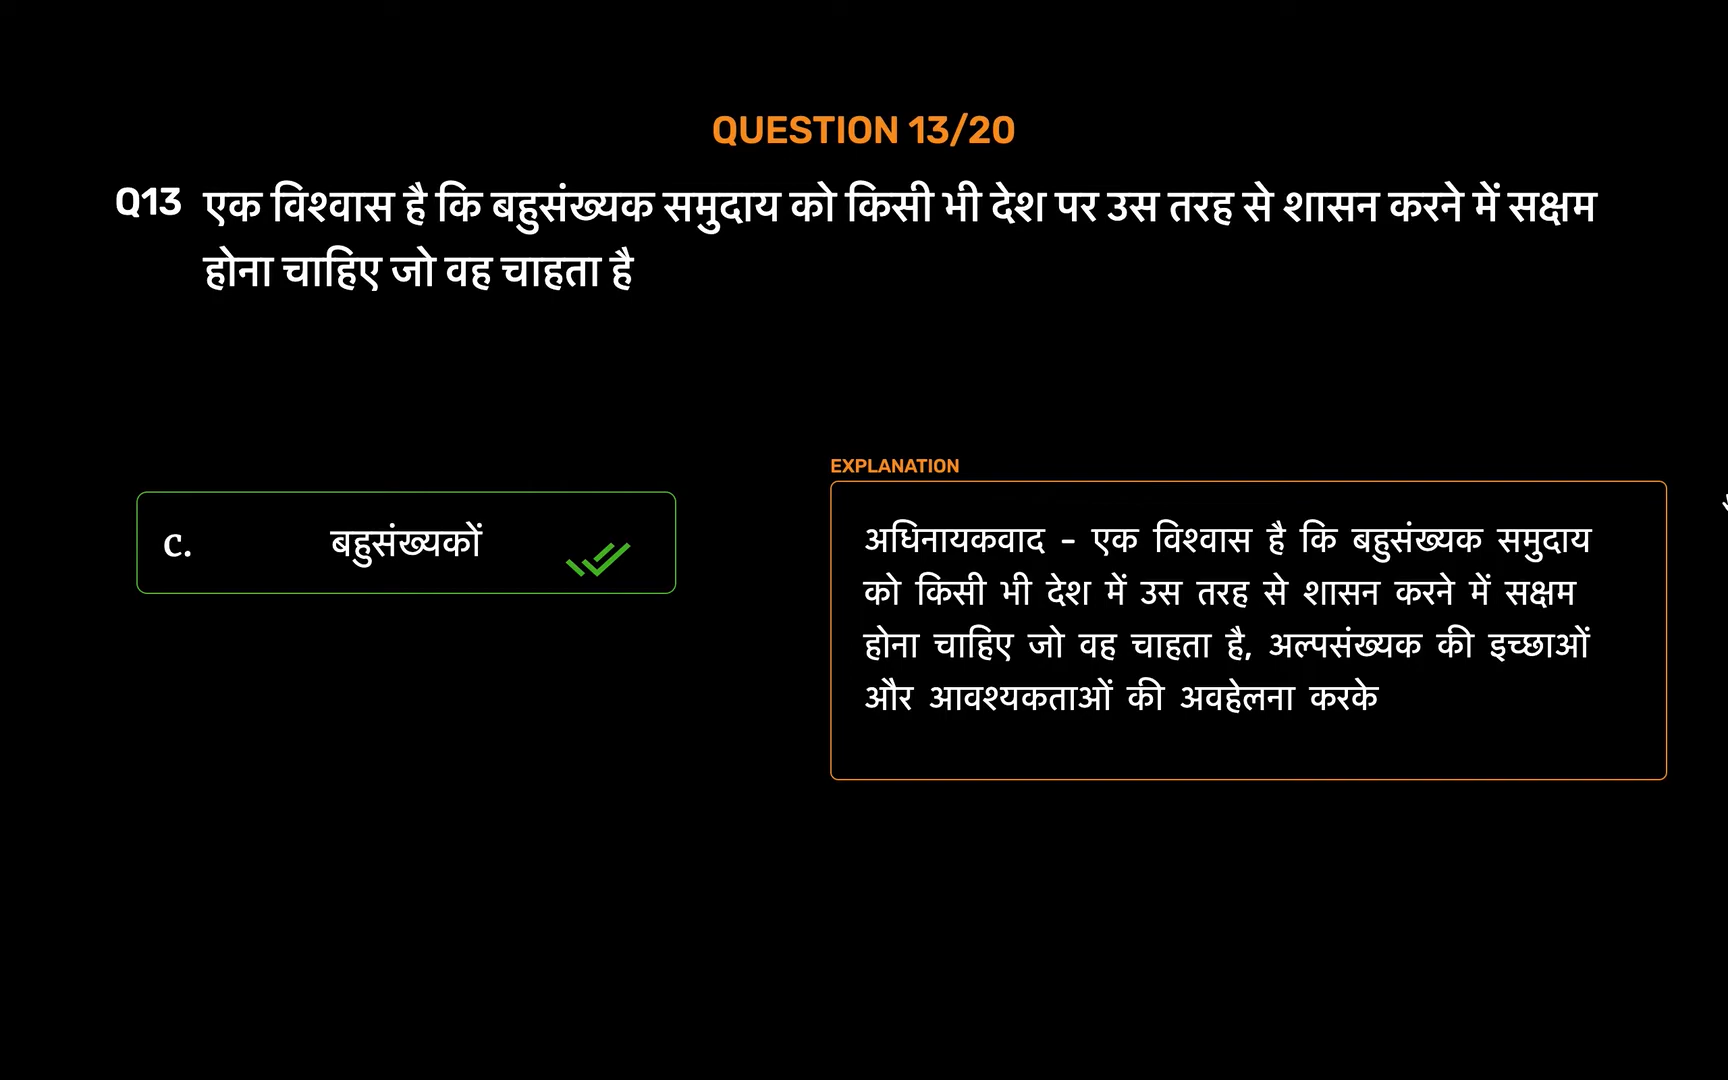 QUESTION 13/20
Q13 एक विश्वास है कि बहुसंख्यक समुदाय को किसी भी देश पर उस तरह से शासन करने में सक्षम
होना चाहिए जो वह चाहता है
EXPLANATION
c. बहुसंख्यकों
अधिनायकवाद - एक विश्वास है कि बहुसंख्यक समुदाय
को किसी भी देश में उस तरह से शासन करने में सक्षम
होना चाहिए जो वह चाहता है, अल्पसंख्यक की इच्छाओं
और आवश्यकताओं की अवहेलना करके